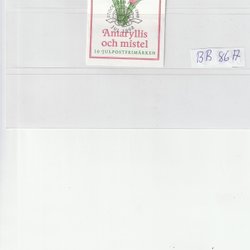 Amaryllis
och mistel
10 JULPOSTFRIMÄRKEN
BB 86 A